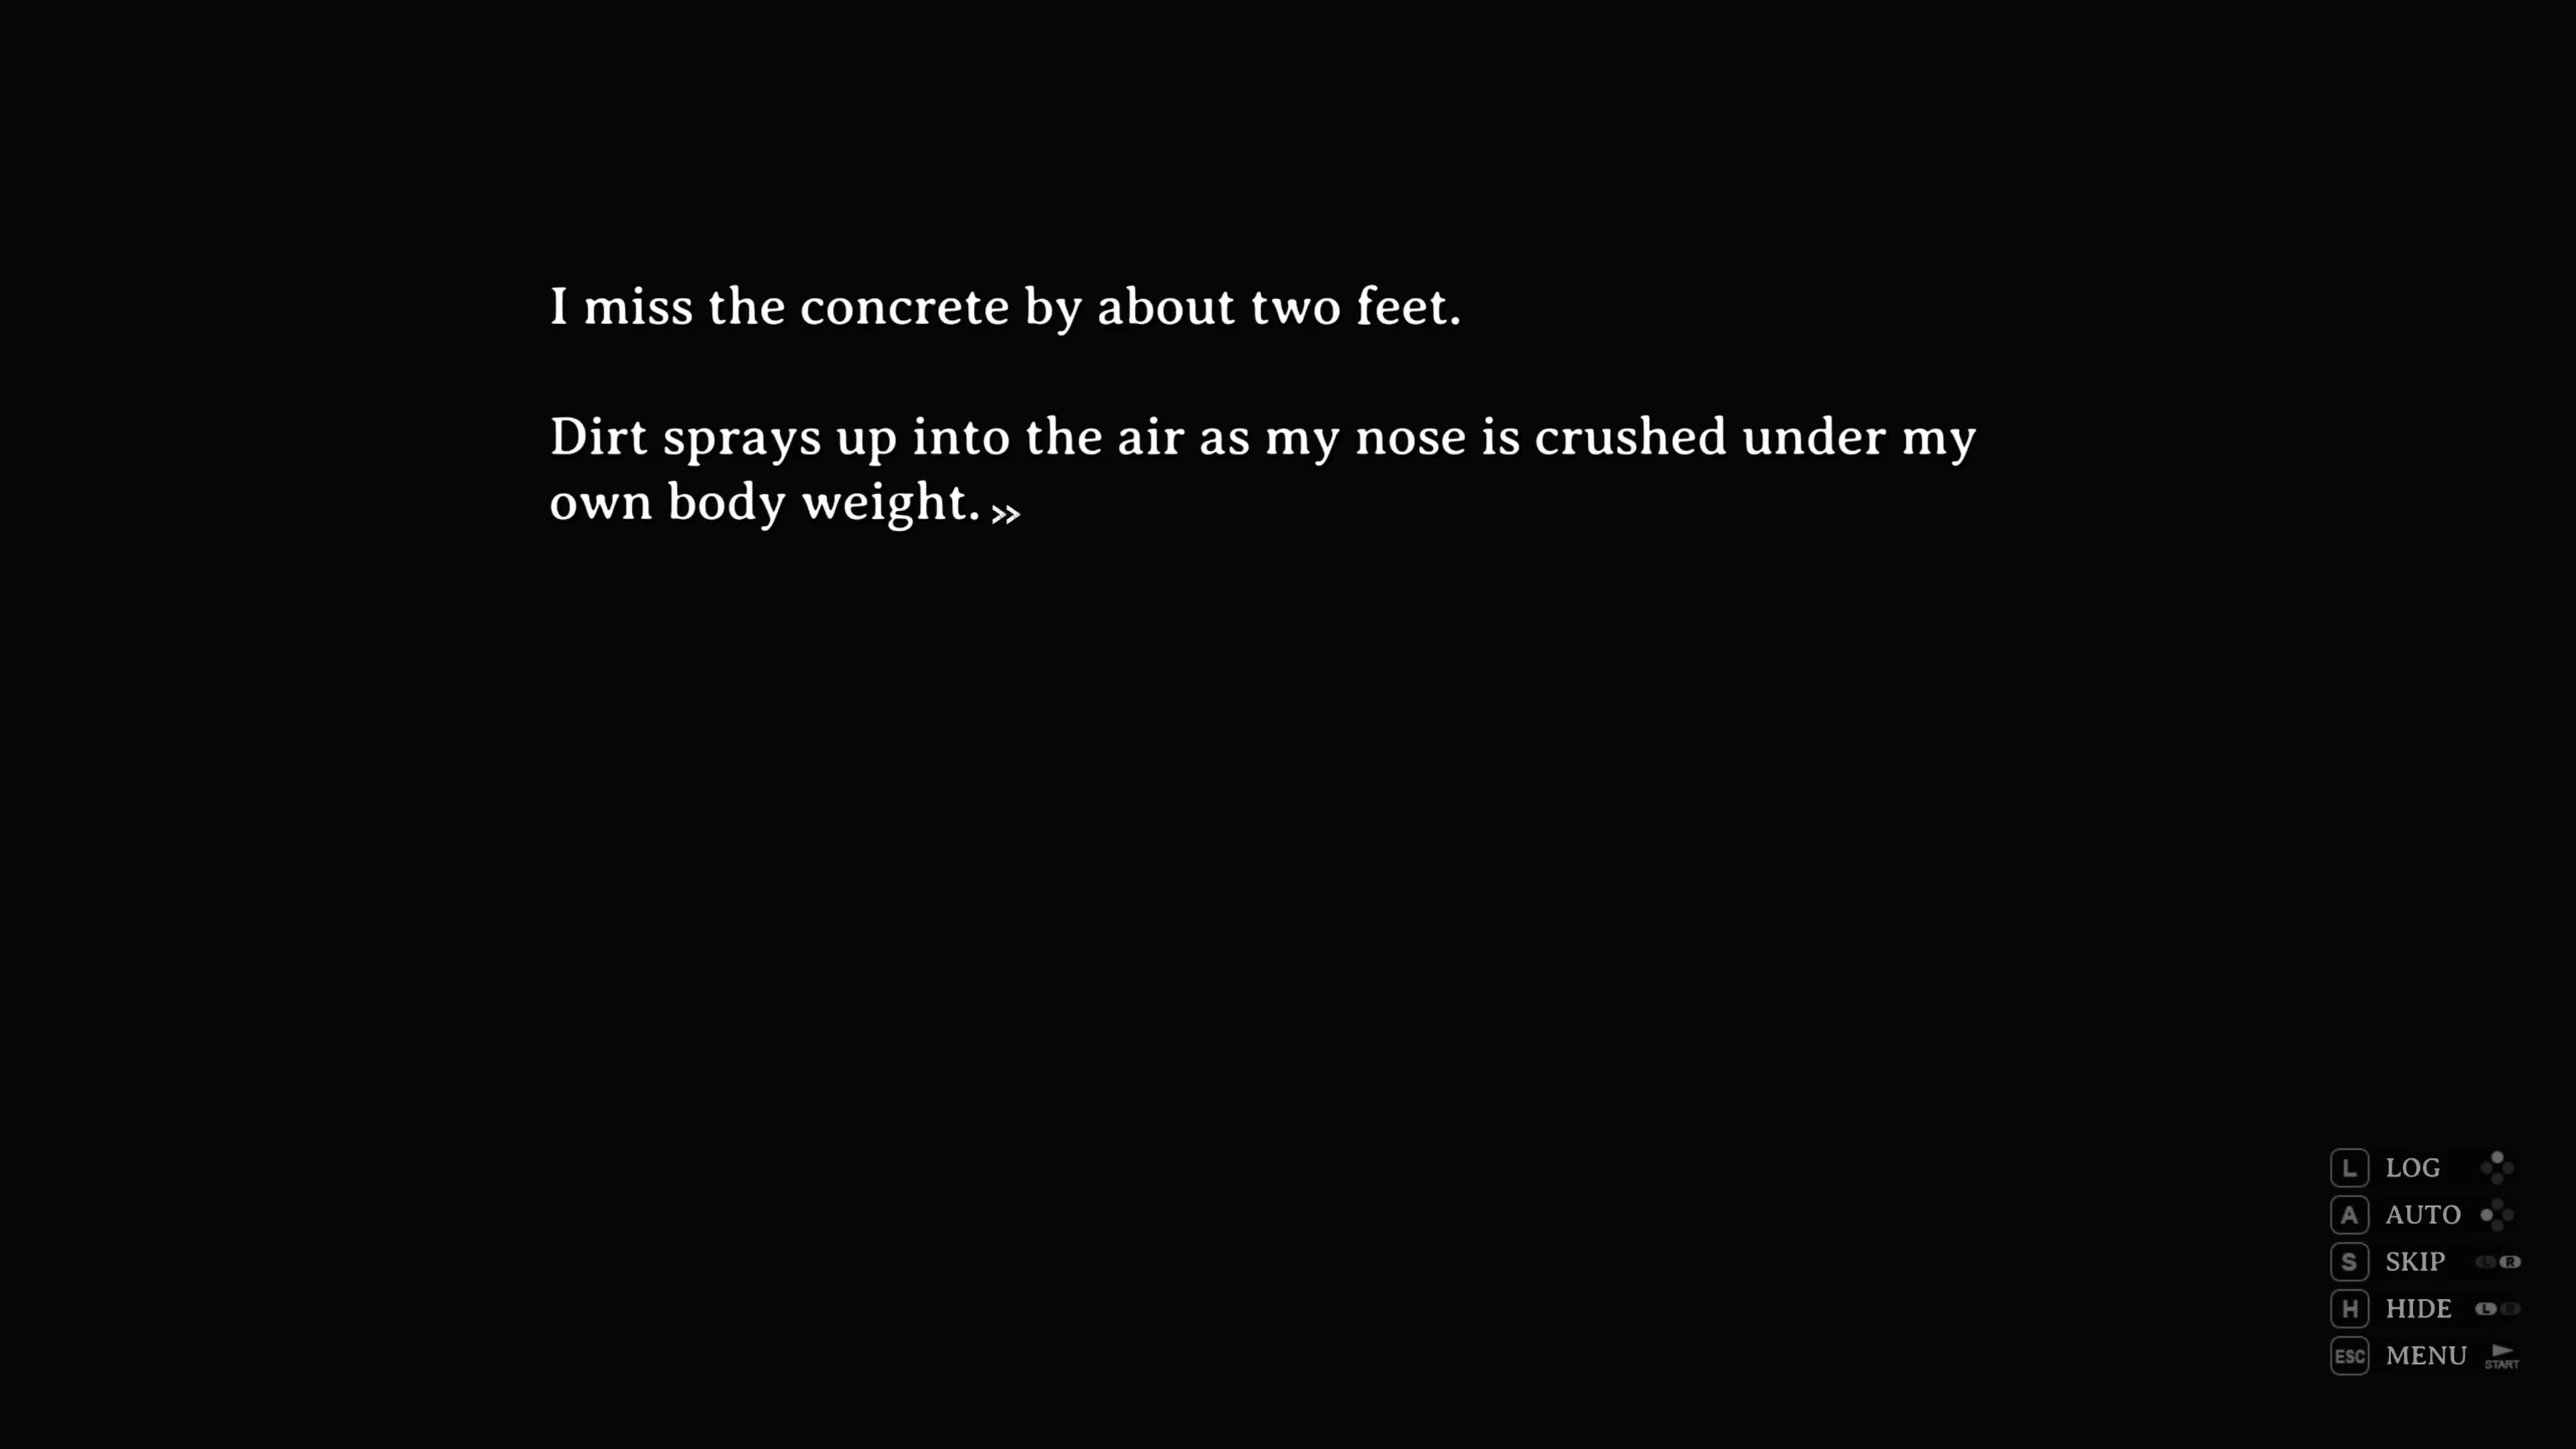 I miss the concrete by about two feet.
Dirt sprays up into the air as my nose is crushed under my
own body weight. »
L LOG
A AUTO
S SKIP L R
H HIDE L R
ESC MENU START